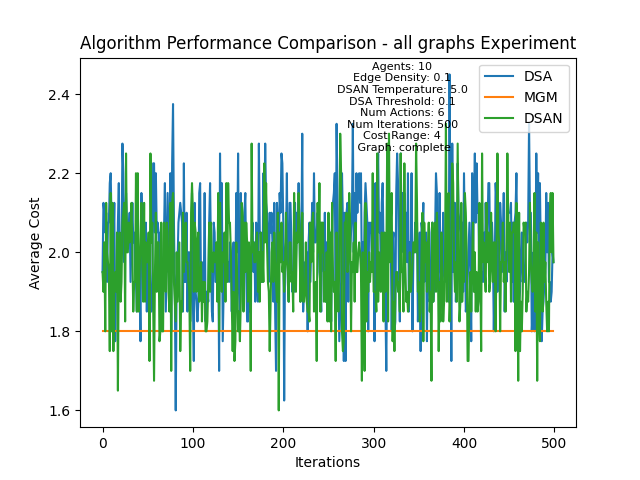 Algorithm Performance Comparison - all graphs Experiment
Agents: 10
Edge Density: 0.1
DSAN Temperature: 5.0
DSA Threshold: 0.1
Num Actions: 6
Num Iterations: 500
Cost Range: 4
Graph: complete
DSA
MGM
DSAN
Average Cost
2.4
2.2
2.0
1.8
1.6
0
100
200
300
400
500
Iterations